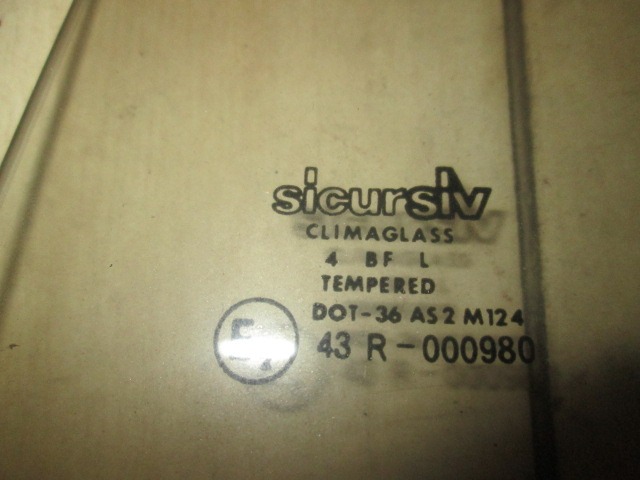 sicursiv
CLIMAGLASS
4 BF L
TEMPERED
DOT-36 AS2 M124
E
43 R-000980